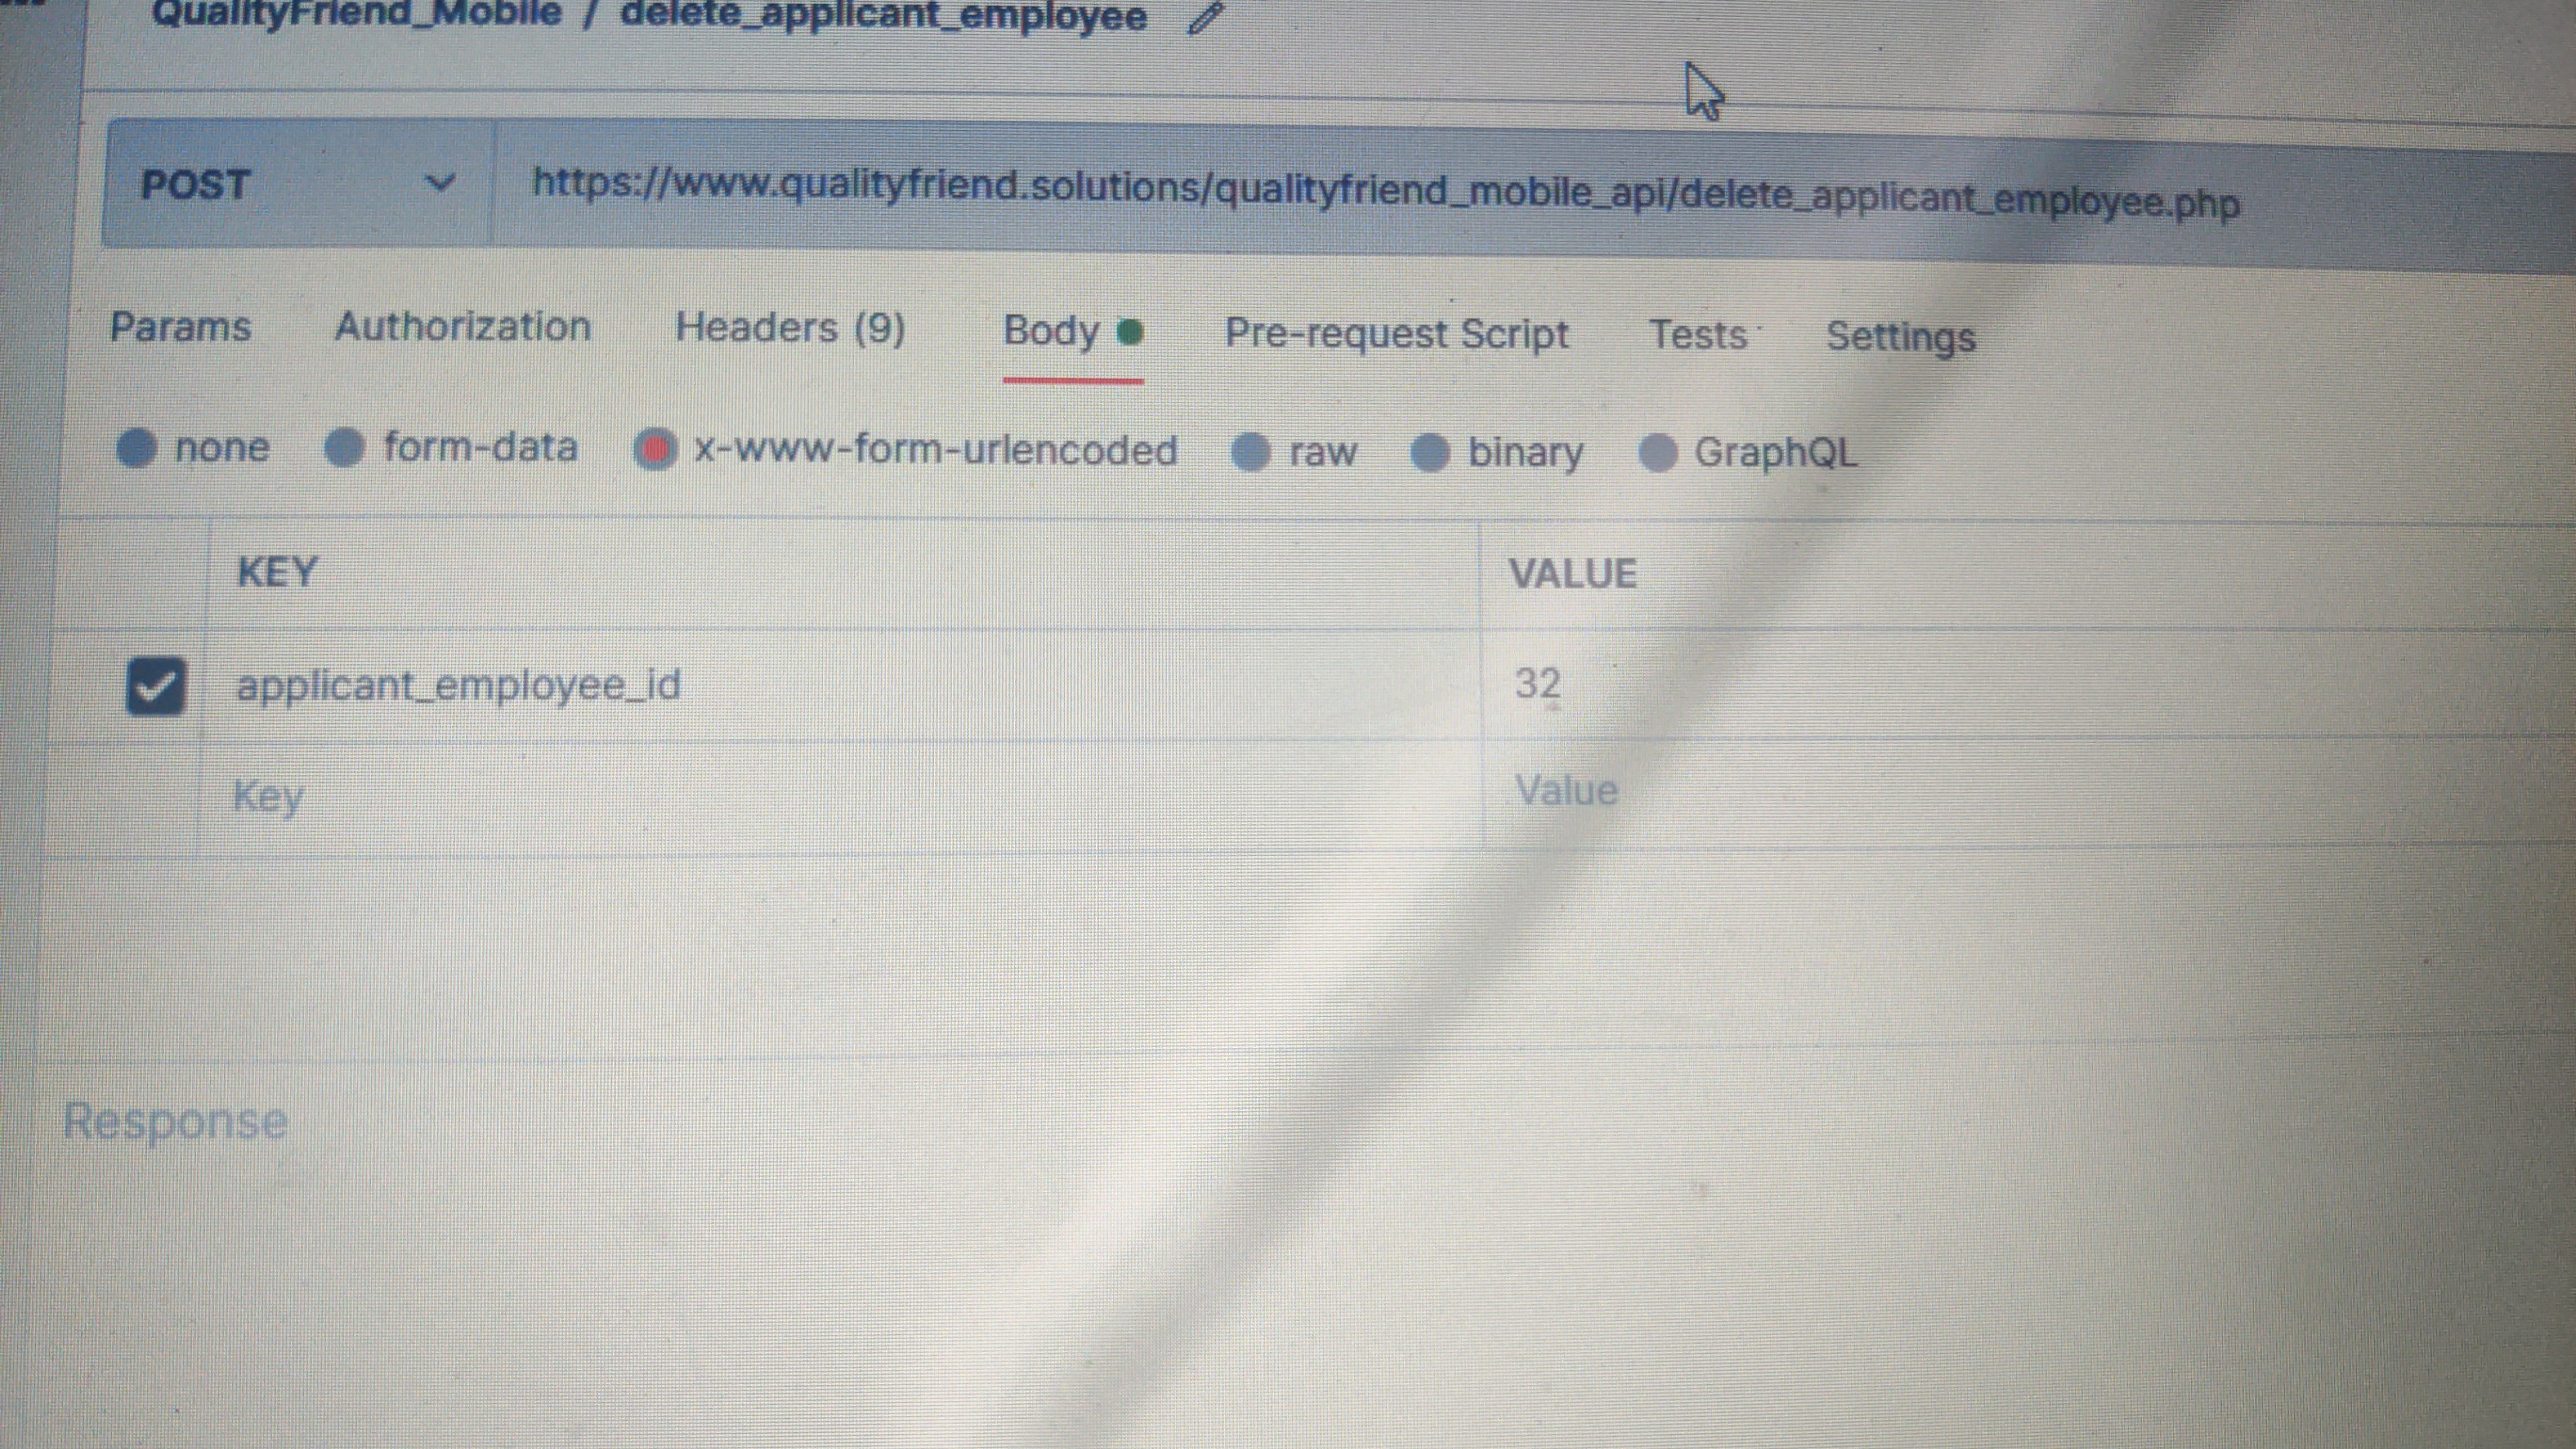 QualityFriend_Mobile / delete_applicant_employee
POST https://www.qualityfriend.solutions/qualityfriend_mobile_api/delete_applicant_employee.php
Params Authorization Headers (9) Body Pre-request Script Tests Settings
none form-data x-www-form-urlencoded raw binary GraphQL
KEY VALUE
applicant_employee_id 32
Key Value
Response